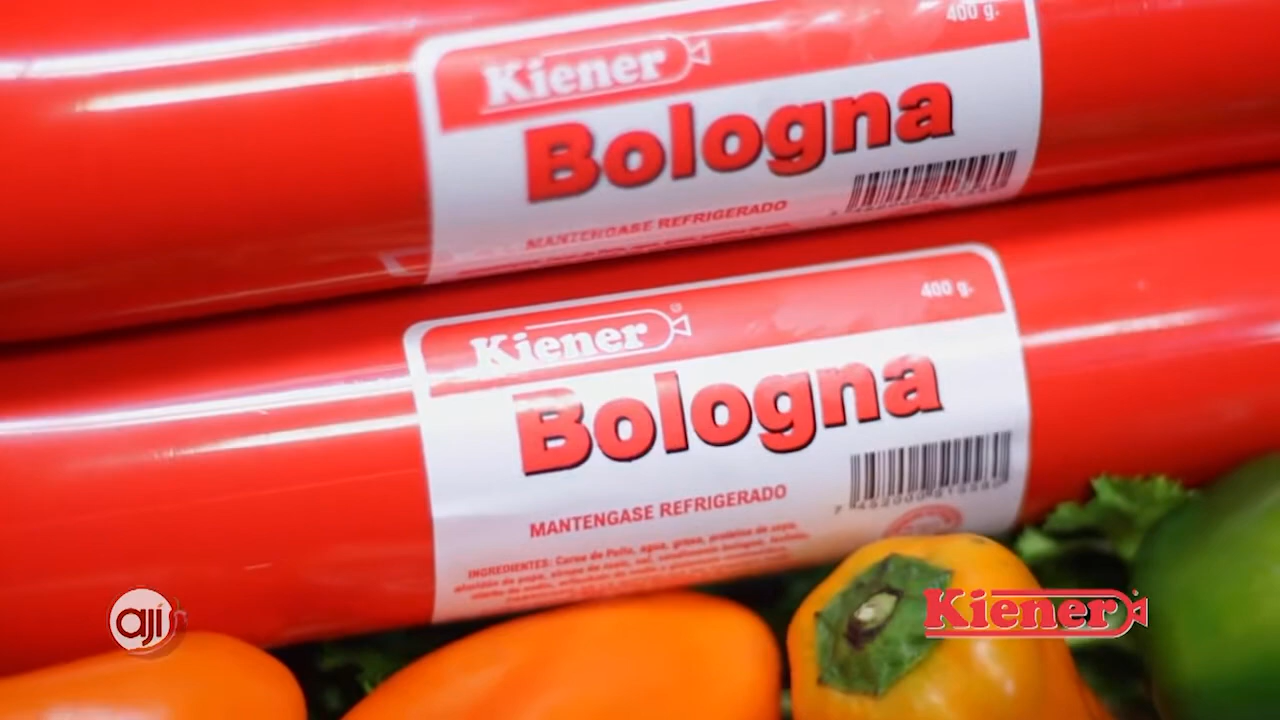 400 g.
Kiener
Bologna
MANTENGASE REFRIGERADO
400 g.
Kiener
Bologna
MANTENGASE REFRIGERADO
INGREDIENTES: Carne de Pollo, agua, grasa, proteína de soya,
ají
Kiener